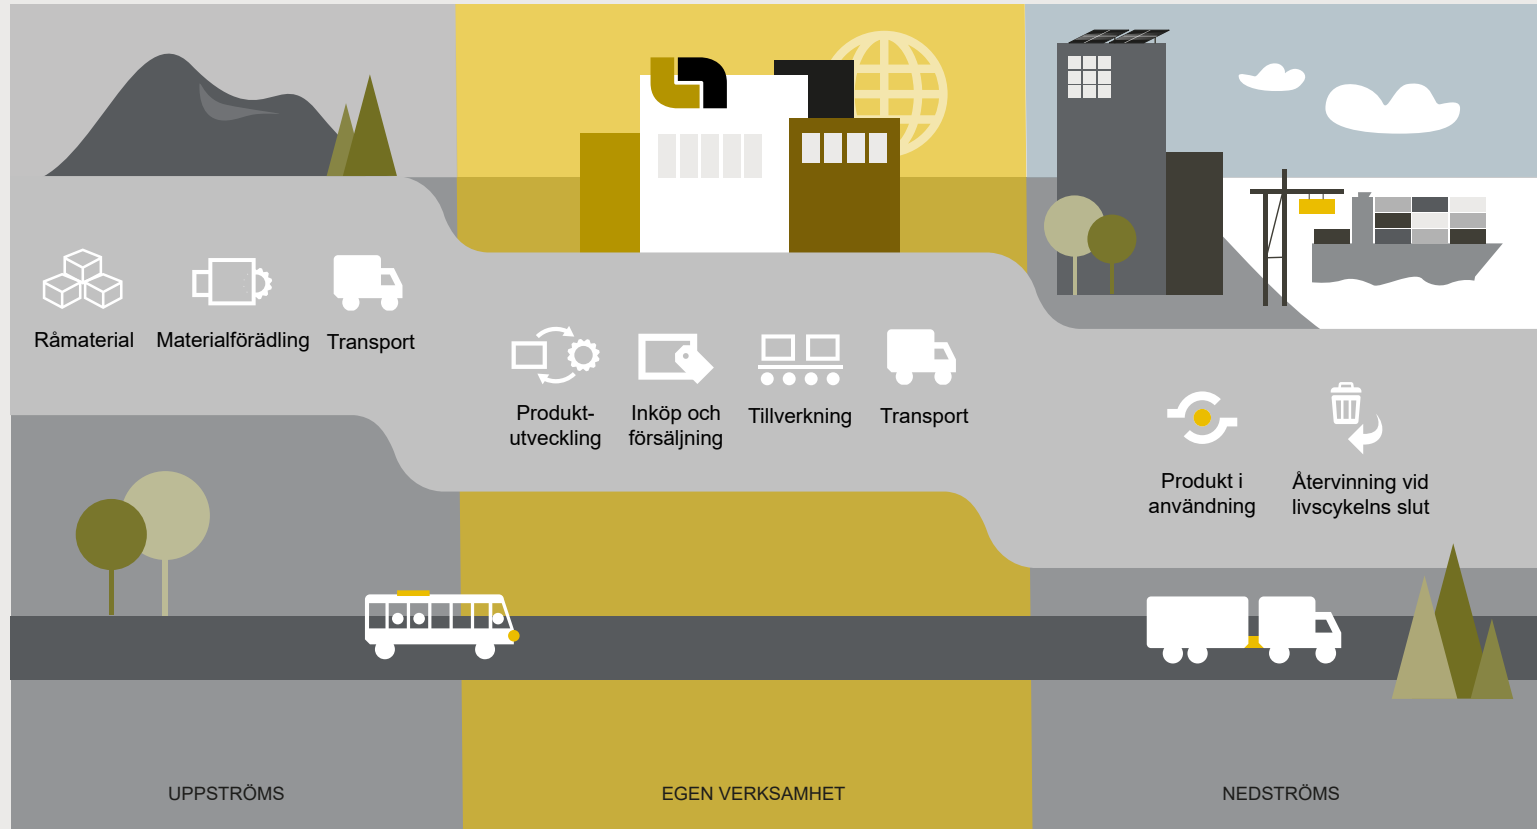 Råmaterial
Materialförädling
Transport
Produkt-
utveckling
Inköp och
försäljning
Tillverkning
Transport
Produkt i
användning
Återvinning vid
livscykelns slut
UPPSTRÖMS
EGEN VERKSAMHET
NEDSTRÖMS